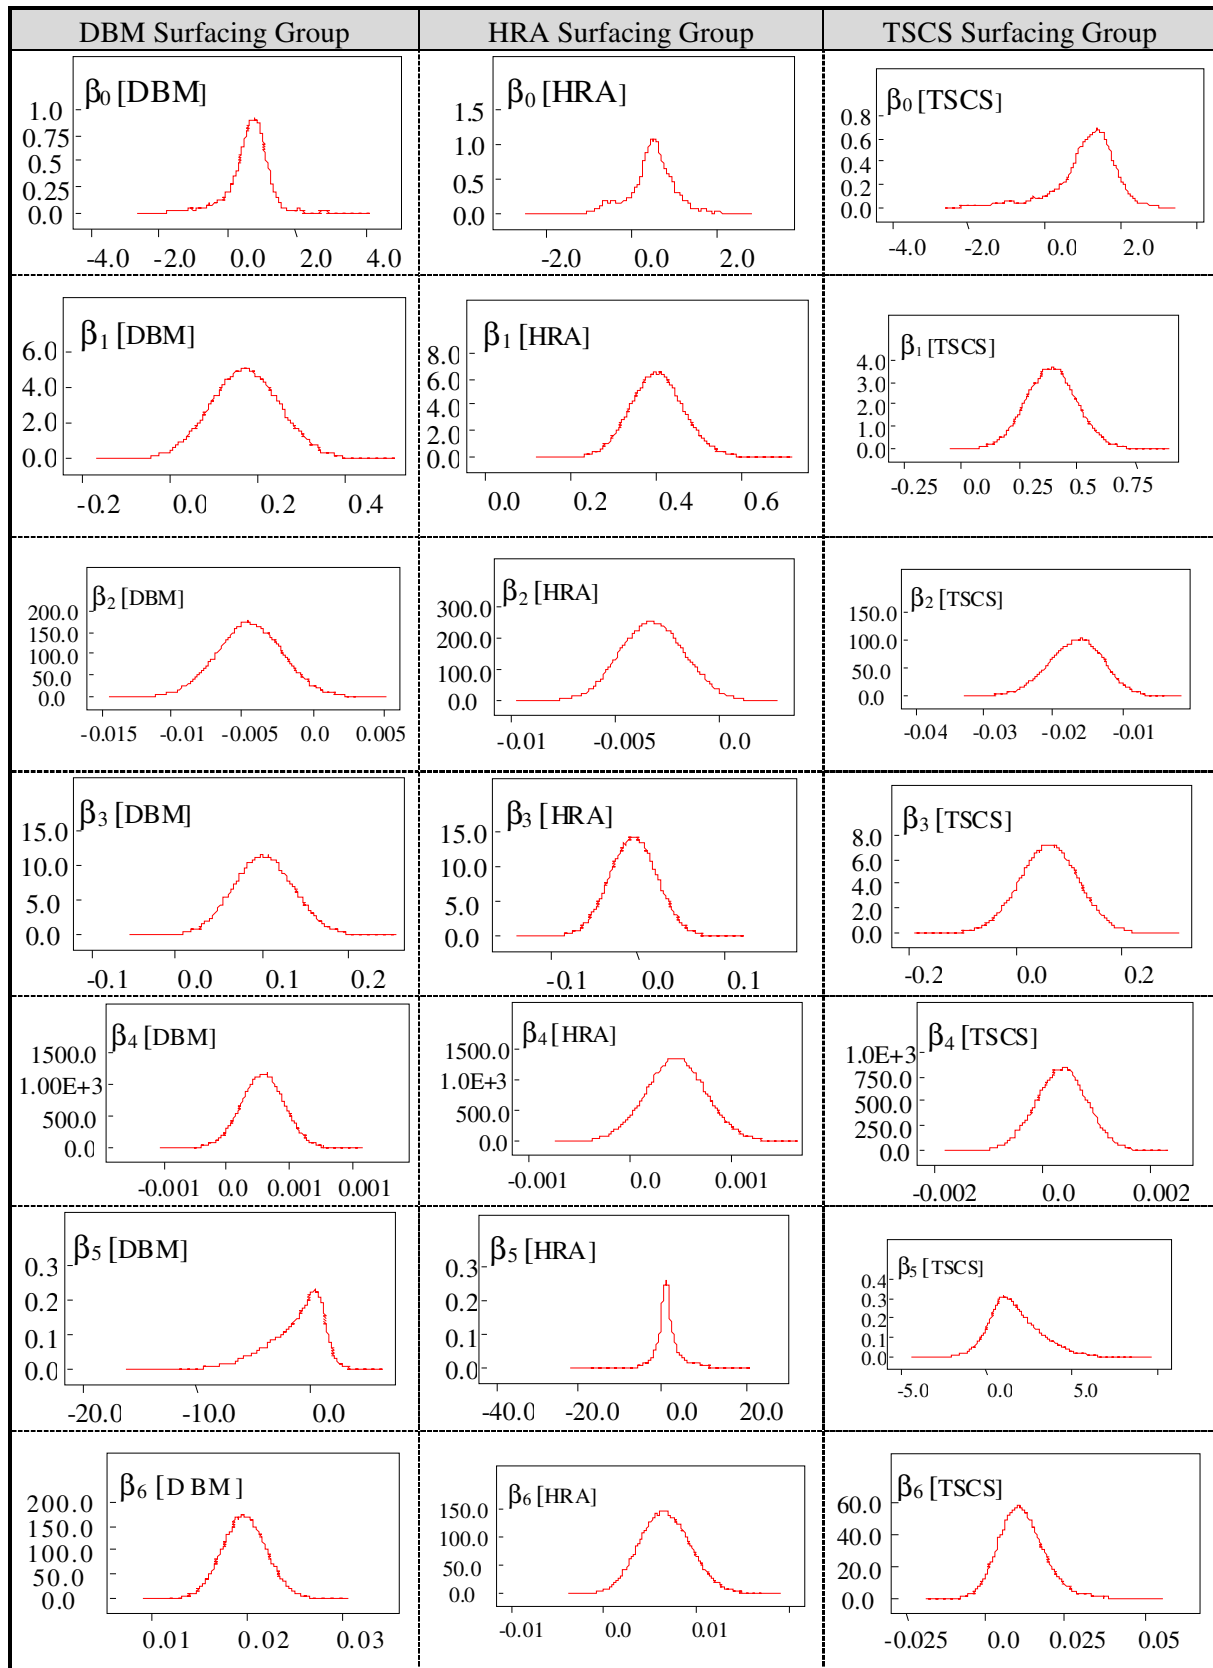 DBM Surfacing Group HRA Surfacing Group TSCS Surfacing Group
β0 [DBM]
1.0
0.75
0.5
0.25
0.0
-4.0 -2.0 0.0 2.0 4.0
β0 [HRA]
1.5
1.0
0.5
0.0
-2.0 0.0 2.0
β0 [TSCS]
0.8
0.6
0.4
0.2
0.0
-4.0 -2.0 0.0 2.0
β1 [DBM]
6.0
4.0
2.0
0.0
-0.2 0.0 0.2 0.4
β1 [HRA]
8.0
6.0
4.0
2.0
0.0
0.0 0.2 0.4 0.6
β1 [TSCS]
4.0
3.0
2.0
1.0
0.0
-0.25 0.0 0.25 0.5 0.75
β2 [DBM]
200.0
150.0
100.0
50.0
0.0
-0.015 -0.01 -0.005 0.0 0.005
β2 [HRA]
300.0
200.0
100.0
0.0
-0.01 -0.005 0.0
β2 [TSCS]
150.0
100.0
50.0
0.0
-0.04 -0.03 -0.02 -0.01
β3 [DBM]
15.0
10.0
5.0
0.0
-0.1 0.0 0.1 0.2
β3 [HRA]
15.0
10.0
5.0
0.0
-0.1 0.0 0.1
β3 [TSCS]
8.0
6.0
4.0
2.0
0.0
-0.2 0.0 0.2
β4 [DBM]
1500.0
1.00E+3
500.0
0.0
-0.001 0.0 0.001 0.001
β4 [HRA]
1500.0
1.0E+3
500.0
0.0
-0.001 0.0 0.001
β4 [TSCS]
1.0E+3
750.0
500.0
250.0
0.0
-0.002 0.0 0.002
β5 [DBM]
0.3
0.2
0.1
0.0
-20.0 -10.0 0.0
β5 [HRA]
0.3
0.2
0.1
0.0
-40.0 -20.0 0.0 20.0
β5 [TSCS]
0.4
0.3
0.2
0.1
0.0
-5.0 0.0 5.0
β6 [DBM]
200.0
150.0
100.0
50.0
0.0
0.01 0.02 0.03
β6 [HRA]
150.0
100.0
50.0
0.0
-0.01 0.0 0.01
β6 [TSCS]
60.0
40.0
20.0
0.0
-0.025 0.0 0.025 0.05